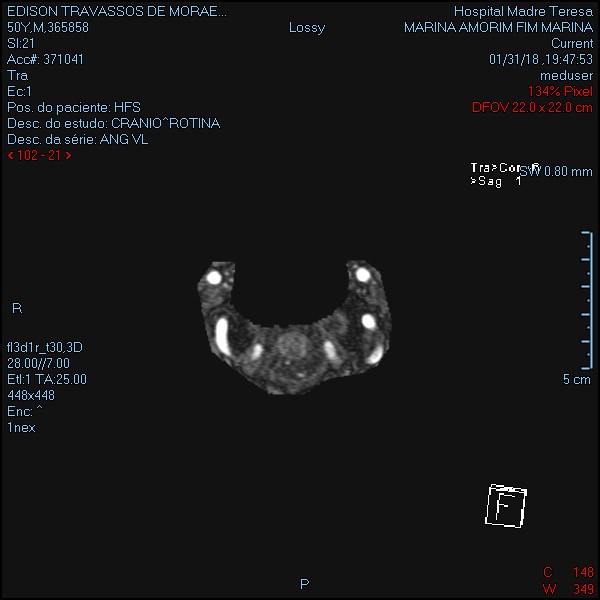 EDISON TRAVASSOS DE MORAE...
50Y,M,365858
Sl:21
Acc#: 371041
Tra
Ec:1
Pos. do paciente: HFS
Desc. do estudo: CRANIO^ROTINA
Desc. da série: ANG VL
< 102 - 21 >
Lossy
Hospital Madre Teresa
MARINA AMORIM FIM MARINA
Current
01/31/18 ,19:47:53
meduser
134% Pixel
DFOV 22.0 x 22.0 cm
Tra>Cor
>Sag 1
SW 0.80 mm
R
fl3d1r_t30,3D
28.00//7.00
Etl:1 TA:25.00
448x448
Enc: ^
1nex
5 cm
F
P
C 148
W 349